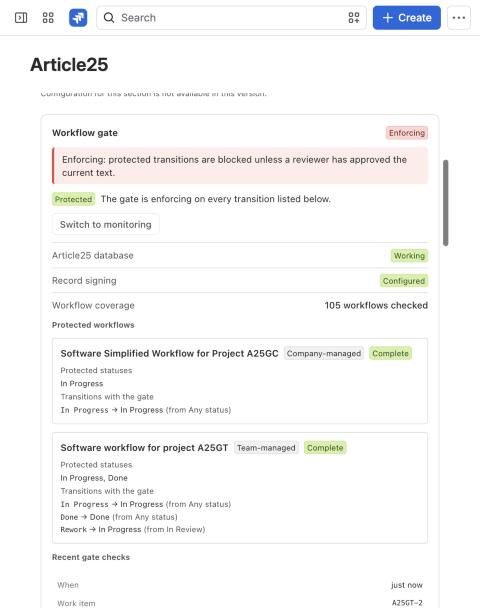 Search
Create
Article25
Configuration for this section is not available in this version.
Workflow gate
Enforcing
Enforcing: protected transitions are blocked unless a reviewer has approved the
current text.
Protected The gate is enforcing on every transition listed below.
Switch to monitoring
Article25 database
Working
Record signing
Configured
Workflow coverage
105 workflows checked
Protected workflows
Software Simplified Workflow for Project A25GC Company-managed Complete
Protected statuses
In Progress
Transitions with the gate
In Progress → In Progress (from Any status)
Software workflow for project A25GT Team-managed Complete
Protected statuses
In Progress, Done
Transitions with the gate
In Progress → In Progress (from Any status)
Done → Done (from Any status)
Rework → In Progress (from In Review)
Recent gate checks
When
just now
Work item
A25GT-2